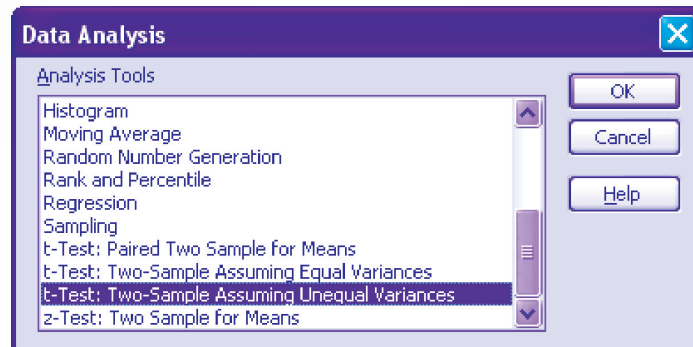 Data Analysis
Analysis Tools
Histogram
Moving Average
Random Number Generation
Rank and Percentile
Regression
Sampling
t-Test: Paired Two Sample for Means
t-Test: Two-Sample Assuming Equal Variances
t-Test: Two-Sample Assuming Unequal Variances
z-Test: Two Sample for Means
OK
Cancel
Help